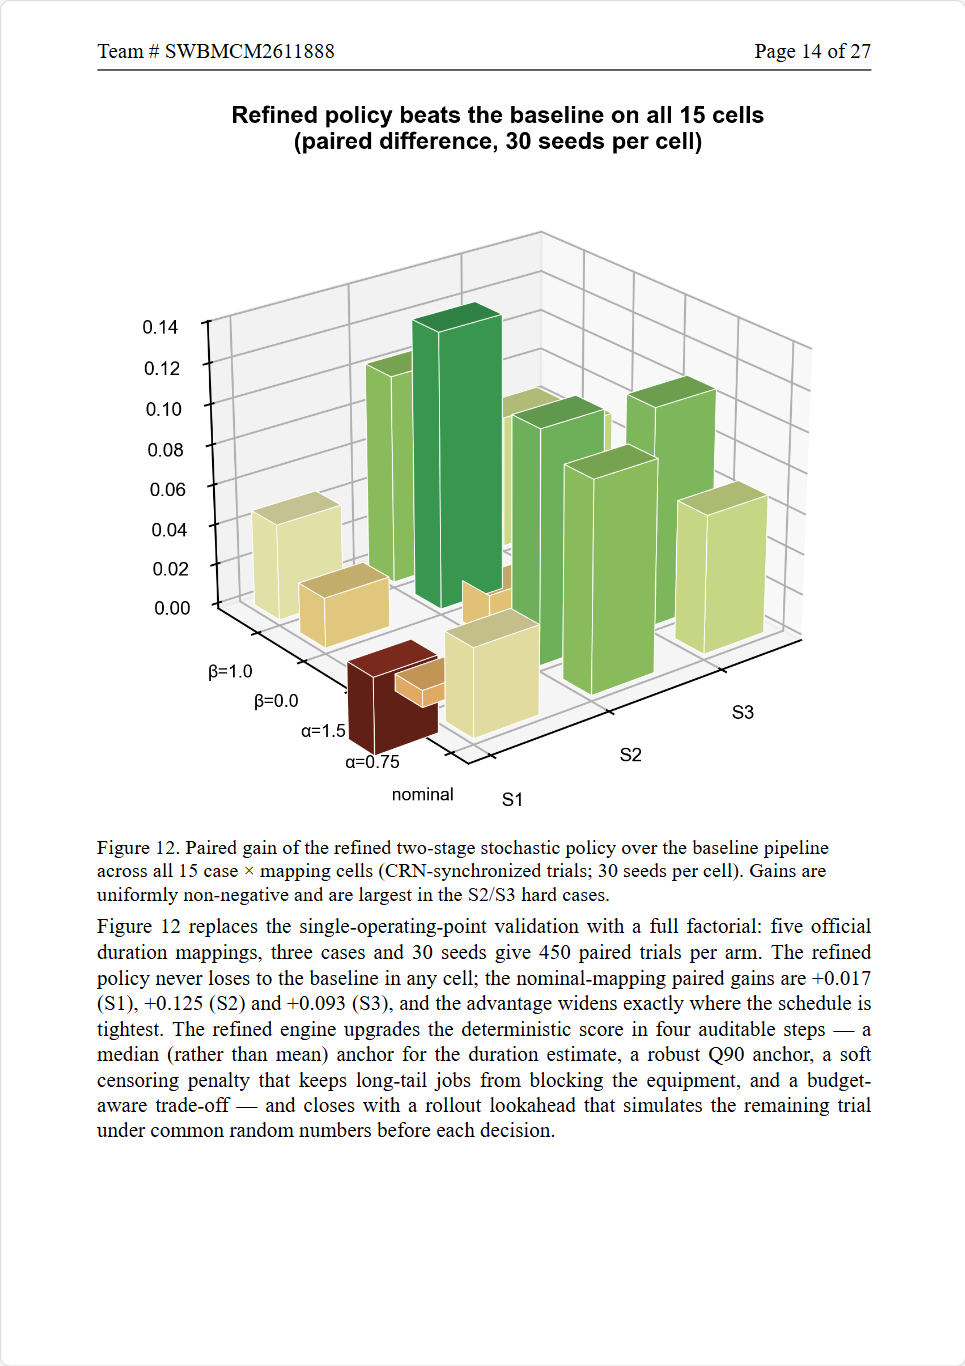 Team # SWBMCM2611888
Page 14 of 27
Refined policy beats the baseline on all 15 cells
(paired difference, 30 seeds per cell)
0.14
0.12
0.10
0.08
0.06
0.04
0.02
0.00
β=1.0
β=0.0
α=1.5
α=0.75
nominal
S1
S2
S3
Figure 12. Paired gain of the refined two-stage stochastic policy over the baseline pipeline
across all 15 case × mapping cells (CRN-synchronized trials; 30 seeds per cell). Gains are
uniformly non-negative and are largest in the S2/S3 hard cases.
Figure 12 replaces the single-operating-point validation with a full factorial: five official
duration mappings, three cases and 30 seeds give 450 paired trials per arm. The refined
policy never loses to the baseline in any cell; the nominal-mapping paired gains are +0.017
(S1), +0.125 (S2) and +0.093 (S3), and the advantage widens exactly where the schedule is
tightest. The refined engine upgrades the deterministic score in four auditable steps — a
median (rather than mean) anchor for the duration estimate, a robust Q90 anchor, a soft
censoring penalty that keeps long-tail jobs from blocking the equipment, and a budget-
aware trade-off — and closes with a rollout lookahead that simulates the remaining trial
under common random numbers before each decision.